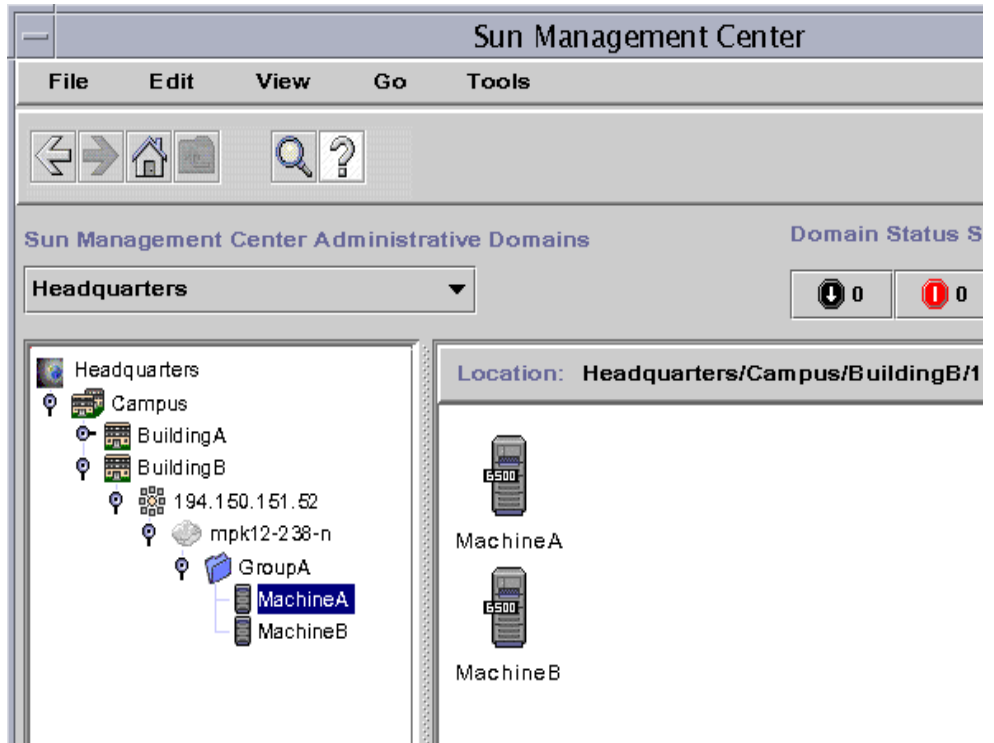 Sun Management Center
File Edit View Go Tools
Sun Management Center Administrative Domains
Domain Status S
Headquarters
0 0
Headquarters
Campus
BuildingA
BuildingB
194.150.151.52
mpk12-238-n
GroupA
MachineA
MachineB
Location: Headquarters/Campus/BuildingB/1
6500
MachineA
6500
MachineB